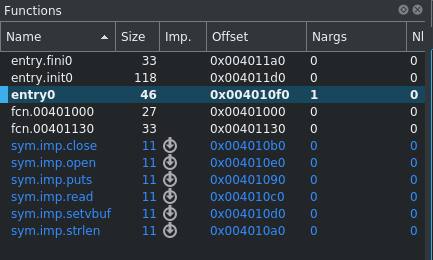 Functions
Name Size Imp. Offset Nargs Nl
entry.fini0 33 0x004011a0 0 0
entry.init0 118 0x004011d0 0 0
entry0 46 0x004010f0 1 0
fcn.00401000 27 0x00401000 0 0
fcn.00401130 33 0x00401130 0 0
sym.imp.close 11 0x004010b0 0 0
sym.imp.open 11 0x004010e0 0 0
sym.imp.puts 11 0x00401090 0 0
sym.imp.read 11 0x004010c0 0 0
sym.imp.setvbuf 11 0x004010d0 0 0
sym.imp.strlen 11 0x004010a0 0 0